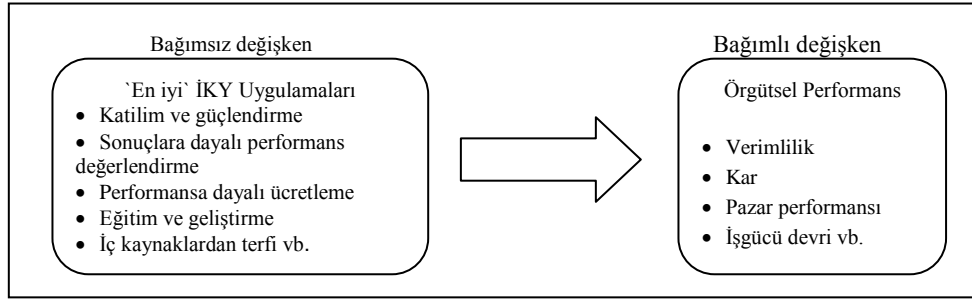 Bağımsız değişken
`En iyi` İKY Uygulamaları
• Katilim ve güçlendirme
• Sonuçlara dayalı performans
değerlendirme
• Performansa dayalı ücretleme
• Eğitim ve geliştirme
• İç kaynaklardan terfi vb.
Bağımlı değişken
Örgütsel Performans
• Verimlilik
• Kar
• Pazar performansı
• İşgücü devri vb.